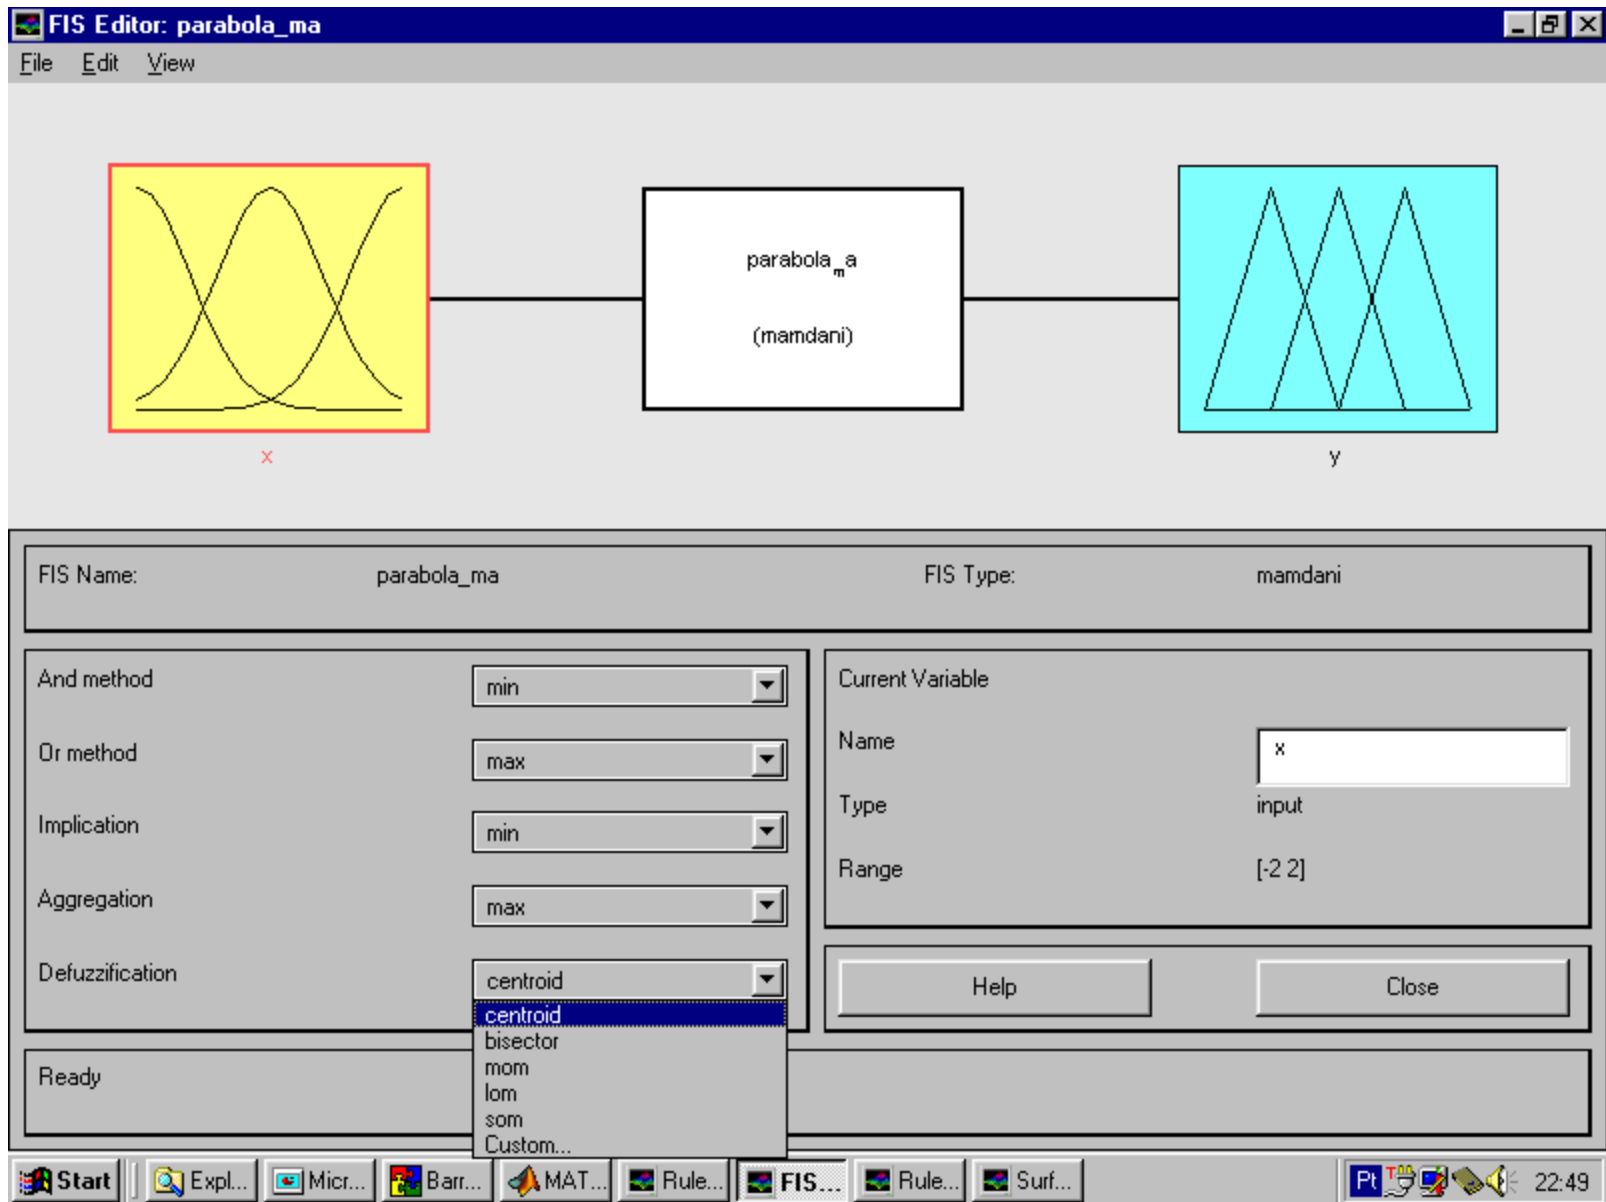 FIS Editor: parabola_ma
File Edit View
parabola_ma
(mamdani)
x
y
FIS Name: parabola_ma FIS Type: mamdani
And method min
Or method max
Implication min
Aggregation max
Defuzzification centroid
centroid
bisector
mom
lom
som
Custom...
Current Variable
Name x
Type input
Range [-2 2]
Help Close
Ready
Start Expl... Micr... Barr... MAT... Rule... FIS... Rule... Surf... Pt 22:49